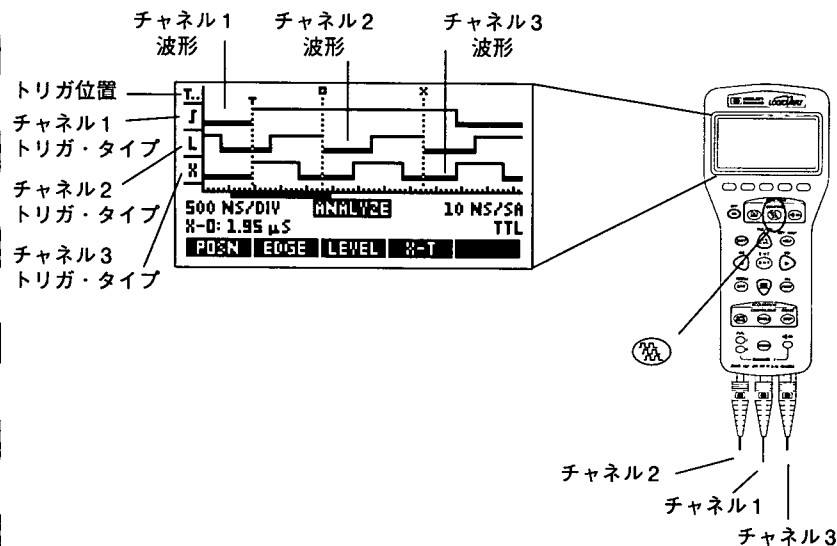 チャネル1
波形
チャネル2
波形
チャネル3
波形
トリガ位置
チャネル1
トリガ・タイプ
チャネル2
トリガ・タイプ
チャネル3
トリガ・タイプ
T..
T
X
L
X
500 NS/DIV ANALYZE 10 NS/SA
X-O: 1.95 µS TTL
POSN EDGE LEVEL X-T
LOGICDART
チャネル2
チャネル1
チャネル3